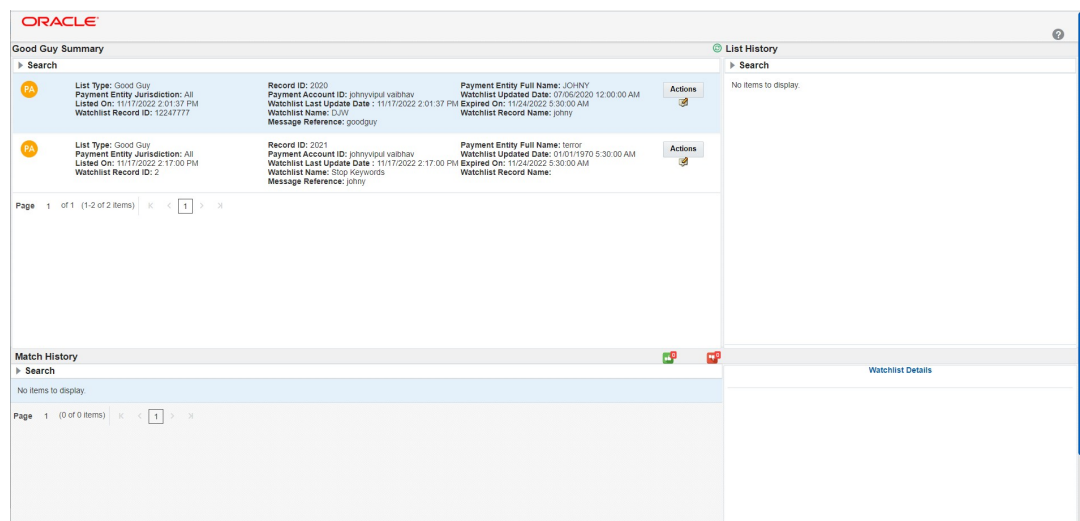 ORACLE
Good Guy Summary
List History
Search
Search
PA
List Type: Good Guy
Payment Entity Jurisdiction: All
Listed On: 11/17/2022 2:01:37 PM
Watchlist Record ID: 12247777
Record ID: 2020
Payment Account ID: johnyvipul vaibhav
Watchlist Last Update Date : 11/17/2022 2:01:37 PM
Watchlist Name: DJW
Message Reference: goodguy
Payment Entity Full Name: JOHNY
Watchlist Updated Date: 07/06/2020 12:00:00 AM
Expired On: 11/24/2022 5:30:00 AM
Watchlist Record Name: johny
Actions
No items to display.
PA
List Type: Good Guy
Payment Entity Jurisdiction: All
Listed On: 11/17/2022 2:17:00 PM
Watchlist Record ID: 2
Record ID: 2021
Payment Account ID: johnyvipul vaibhav
Watchlist Last Update Date : 11/17/2022 2:17:00 PM
Watchlist Name: Stop Keywords
Message Reference: johny
Payment Entity Full Name: terror
Watchlist Updated Date: 01/01/1970 5:30:00 AM
Expired On: 11/24/2022 5:30:00 AM
Watchlist Record Name:
Actions
Page 1 of 1 (1-2 of 2 items) 1
Match History
0
0
Search
Watchlist Details
No items to display.
Page 1 (0 of 0 items) 1